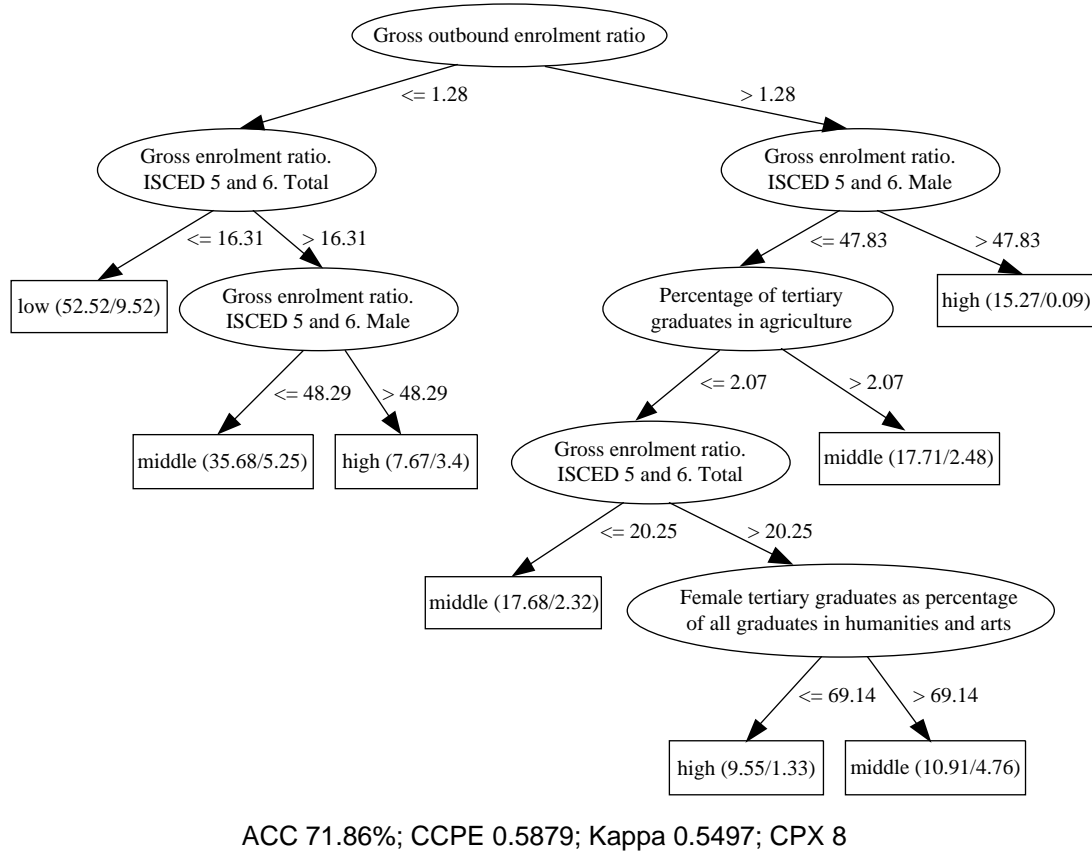 Gross outbound enrolment ratio
<= 1.28
> 1.28
Gross enrolment ratio.
ISCED 5 and 6. Total
Gross enrolment ratio.
ISCED 5 and 6. Male
<= 16.31
> 16.31
<= 47.83
> 47.83
low (52.52/9.52)
Gross enrolment ratio.
ISCED 5 and 6. Male
Percentage of tertiary
graduates in agriculture
high (15.27/0.09)
<= 48.29
> 48.29
<= 2.07
> 2.07
middle (35.68/5.25)
high (7.67/3.4)
Gross enrolment ratio.
ISCED 5 and 6. Total
middle (17.71/2.48)
<= 20.25
> 20.25
middle (17.68/2.32)
Female tertiary graduates as percentage
of all graduates in humanities and arts
<= 69.14
> 69.14
high (9.55/1.33)
middle (10.91/4.76)
ACC 71.86%; CCPE 0.5879; Kappa 0.5497; CPX 8